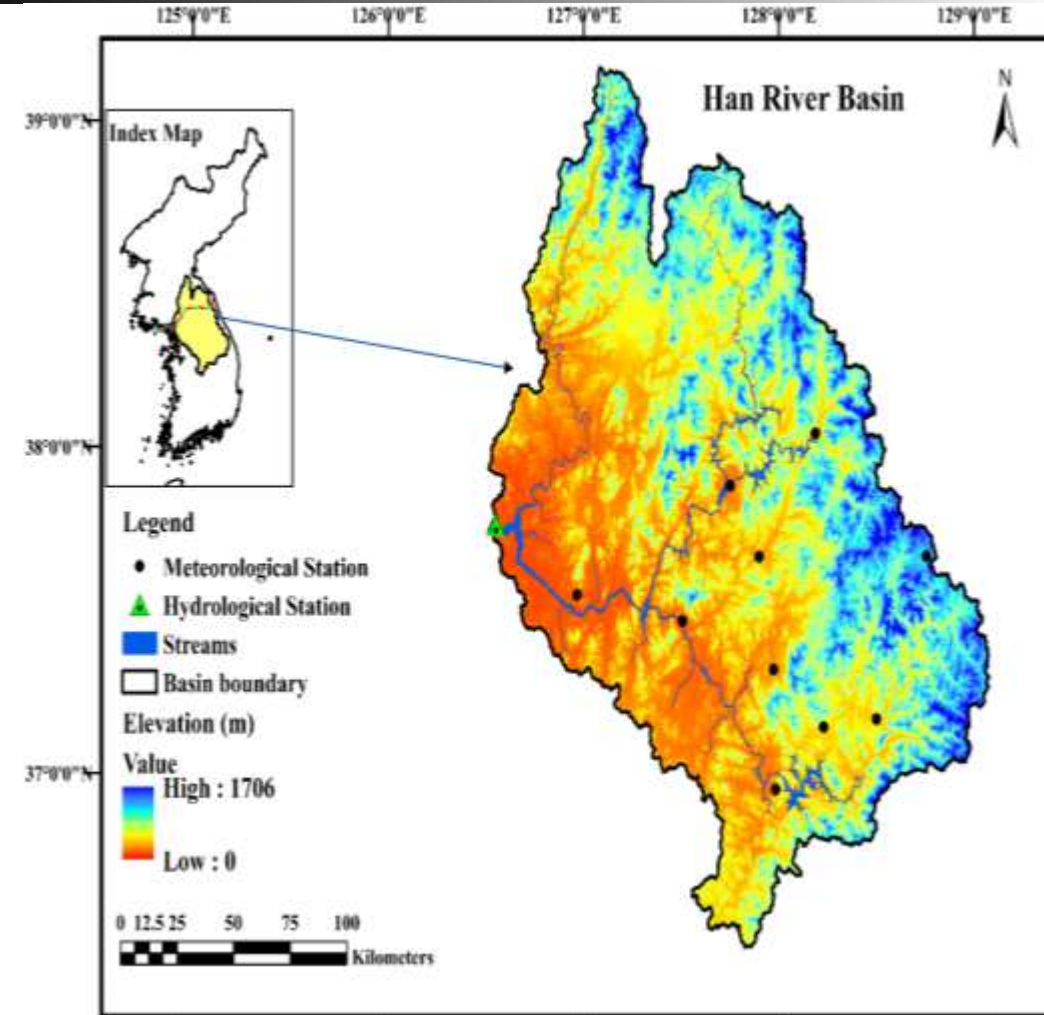 125°0'0"E 126°0'0"E 127°0'0"E 128°0'0"E 129°0'0"E
Han River Basin
N
39°0'0"N
Index Map
38°0'0"N
Legend
Meteorological Station
Hydrological Station
Streams
Basin boundary
Elevation (m)
37°0'0"N
Value
High : 1706
Low : 0
0 12.5 25 50 75 100
Kilometers